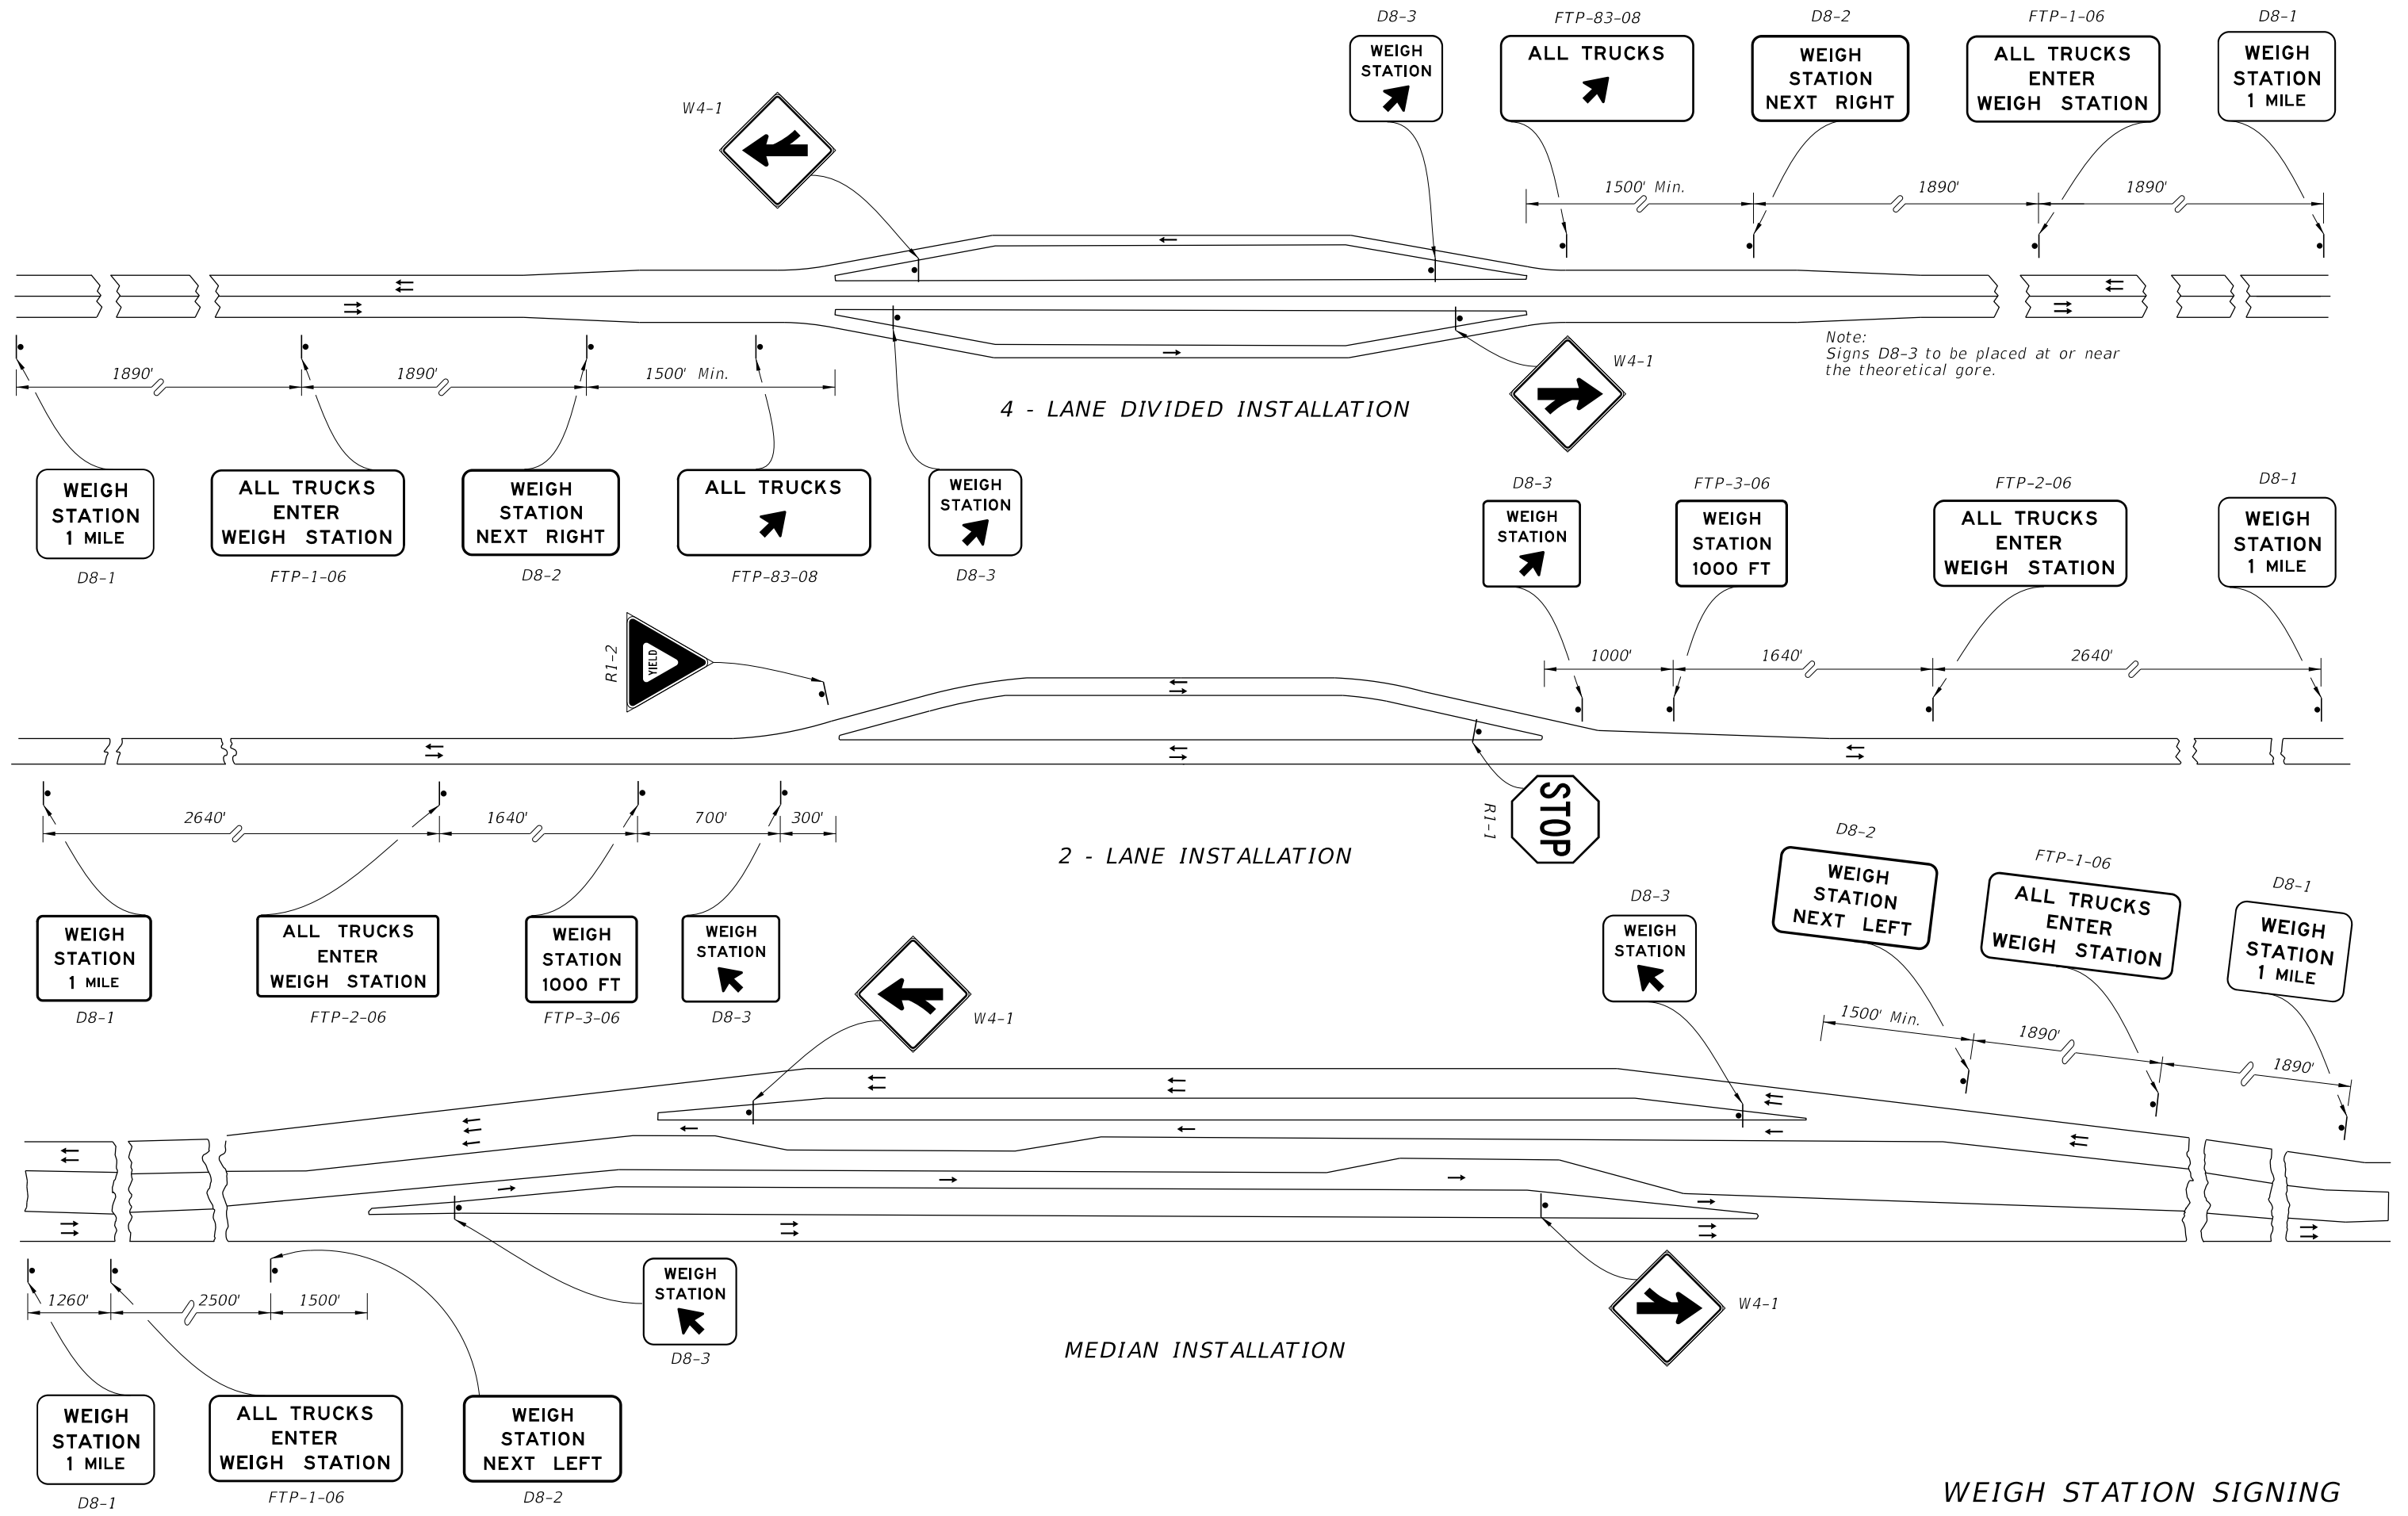 D8-3
FTP-83-08
D8-2
FTP-1-06
D8-1
WEIGH
STATION
ALL TRUCKS
WEIGH
STATION
NEXT RIGHT
ALL TRUCKS
ENTER
WEIGH STATION
WEIGH
STATION
1 MILE
W4-1
1500' Min.
1890'
1890'
Note:
Signs D8-3 to be placed at or near
the theoretical gore.
W4-1
1890'
1890'
1500' Min.
4 - LANE DIVIDED INSTALLATION
WEIGH
STATION
1 MILE
D8-1
ALL TRUCKS
ENTER
WEIGH STATION
FTP-1-06
WEIGH
STATION
NEXT RIGHT
D8-2
ALL TRUCKS
FTP-83-08
WEIGH
STATION
D8-3
D8-3
WEIGH
STATION
FTP-3-06
WEIGH
STATION
1000 FT
FTP-2-06
ALL TRUCKS
ENTER
WEIGH STATION
D8-1
WEIGH
STATION
1 MILE
R1-2
YIELD
1000'
1640'
2640'
R1-1
STOP
2640'
1640'
700'
300'
2 - LANE INSTALLATION
WEIGH
STATION
1 MILE
D8-1
ALL TRUCKS
ENTER
WEIGH STATION
FTP-2-06
WEIGH
STATION
1000 FT
FTP-3-06
WEIGH
STATION
D8-3
W4-1
D8-3
WEIGH
STATION
D8-2
WEIGH
STATION
NEXT LEFT
FTP-1-06
ALL TRUCKS
ENTER
WEIGH STATION
D8-1
WEIGH
STATION
1 MILE
1500' Min.
1890'
1890'
1260'
2500'
1500'
WEIGH
STATION
D8-3
W4-1
MEDIAN INSTALLATION
WEIGH
STATION
1 MILE
D8-1
ALL TRUCKS
ENTER
WEIGH STATION
FTP-1-06
WEIGH
STATION
NEXT LEFT
D8-2
WEIGH STATION SIGNING